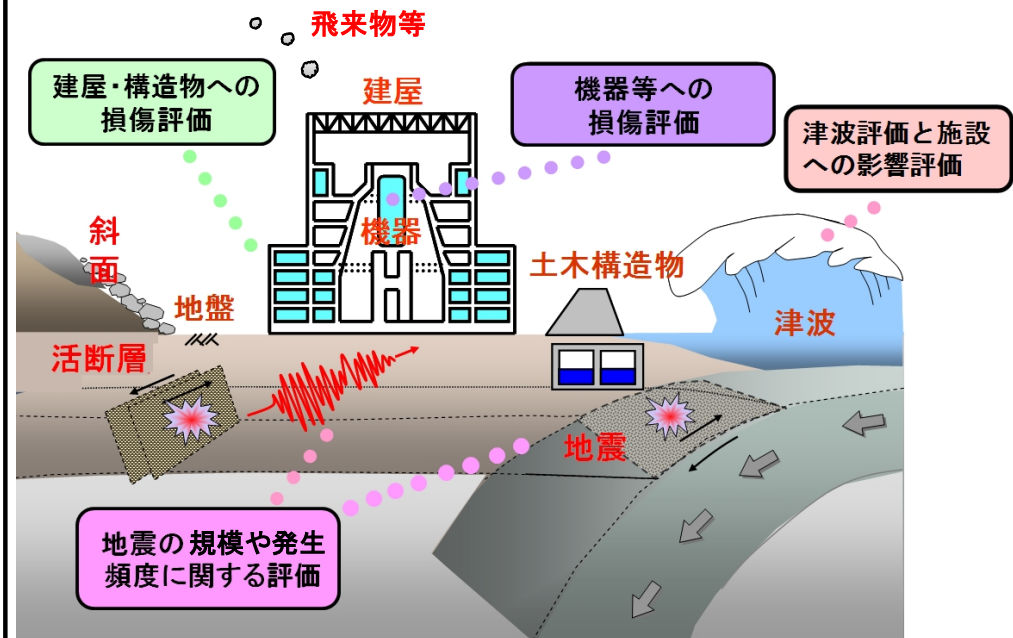 飛来物等
建屋・構造物への
損傷評価
建屋
機器等への
損傷評価
津波評価と施設
への影響評価
斜
面
機器
土木構造物
地盤
津波
活断層
地震
地震の規模や発生
頻度に関する評価